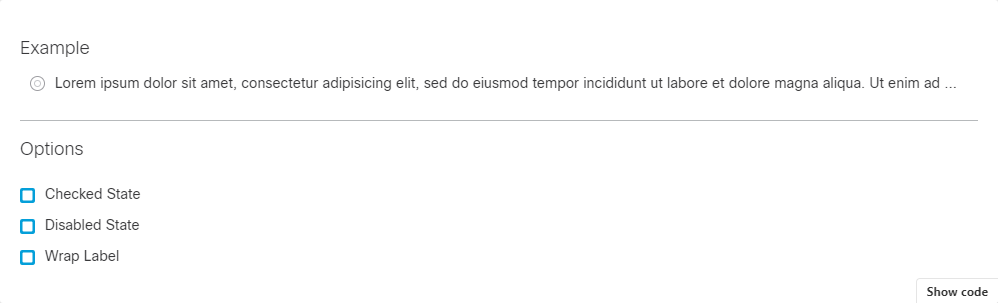 Example
Lorem ipsum dolor sit amet, consectetur adipisicing elit, sed do eiusmod tempor incididunt ut labore et dolore magna aliqua. Ut enim ad ...
Options
Checked State
Disabled State
Wrap Label
Show code